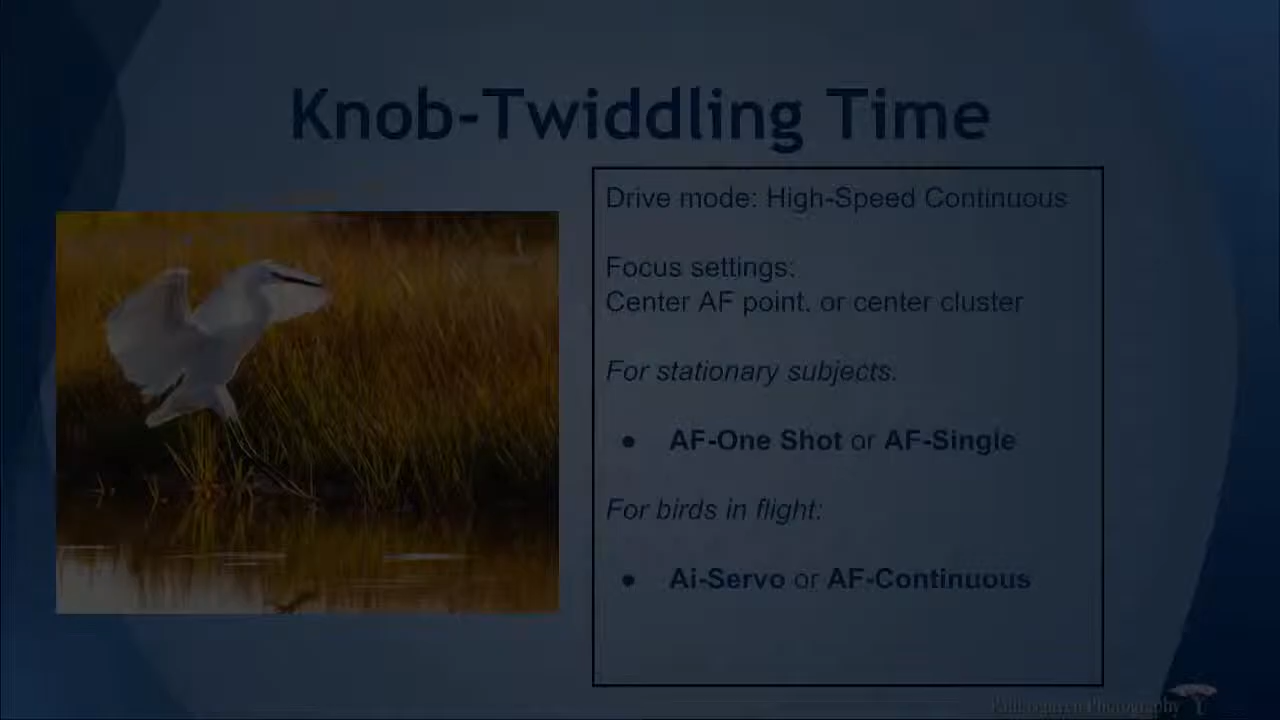 Knob-Twiddling Time
Drive mode: High-Speed Continuous
Focus settings:
Center AF point. or center cluster
For stationary subjects.
● AF-One Shot or AF-Single
For birds in flight:
● Ai-Servo or AF-Continuous
Photography